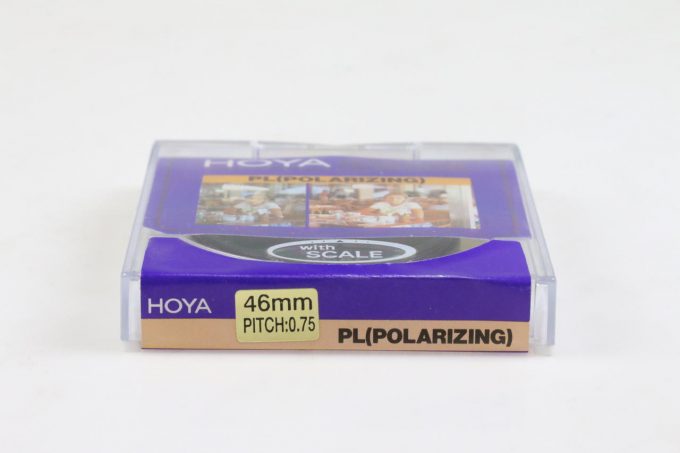 HOYA
PL(POLARIZING)
with
SCALE
HOYA
46mm
PITCH:0.75
PL(POLARIZING)